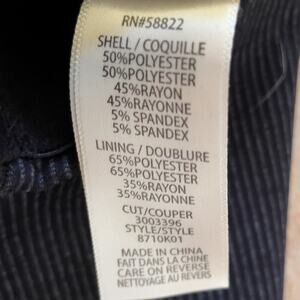 RN#58822
SHELL / COQUILLE
50%POLYESTER
50%POLYESTER
45%RAYON
45%RAYONNE
5% SPANDEX
5% SPANDEX
LINING / DOUBLURE
65%POLYESTER
65%POLYESTER
35%RAYON
35%RAYONNE
CUT/COUPER
3003396
STYLE/STYLE
8710K01
MADE IN CHINA
FAIT DANS LA CHINE
CARE ON REVERSE
NETTOYAGE AU REVERS